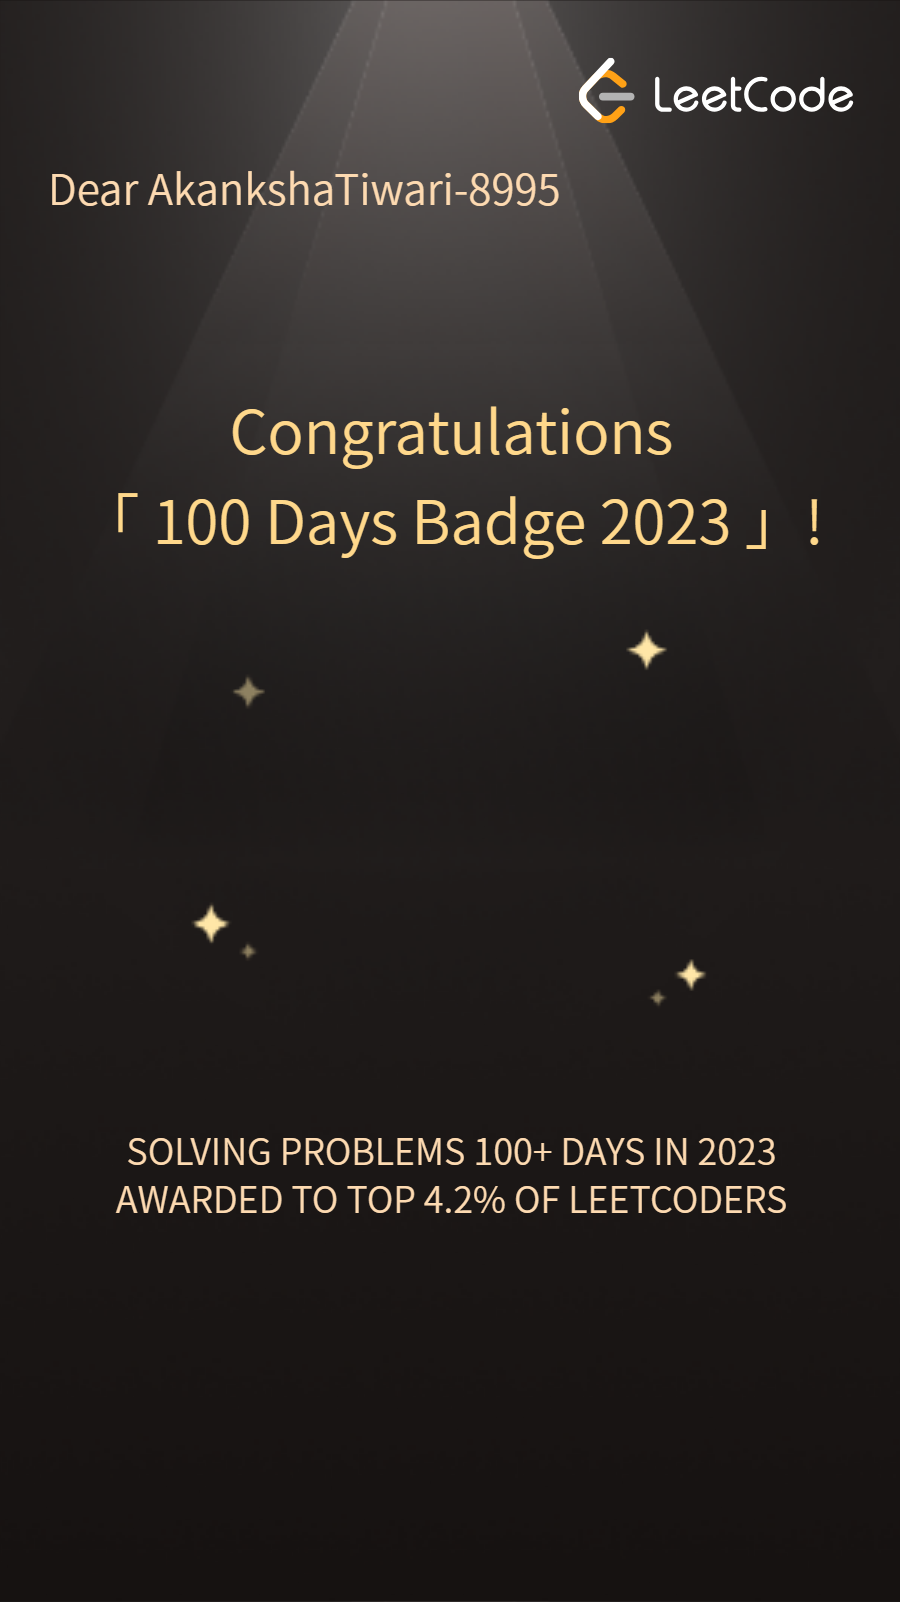 LeetCode
Dear AkankshaTiwari-8995
Congratulations
「 100 Days Badge 2023 」!
SOLVING PROBLEMS 100+ DAYS IN 2023
AWARDED TO TOP 4.2% OF LEETCODERS